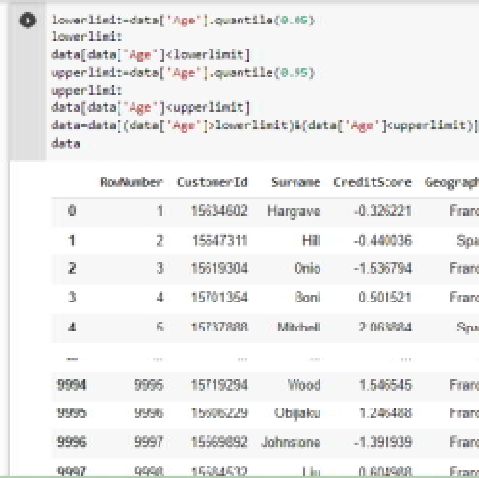 lowerlimit=data['Age'].quantile(0.05)
lowerlimit
data[data['Age']<lowerlimit]
upperlimit=data['Age'].quantile(0.95)
upperlimit
data[data['Age']<upperlimit]
data=data[(data['Age']>lowerlimit)&(data['Age']<upperlimit)]
data
RowNumber CustomerId Surname CreditScore Geograph
0 1 15634602 Hargrave -0.326221 Franc
1 2 15647311 Hill -0.440036 Spa
2 3 15619304 Onio -1.536794 Franc
3 4 15701354 Boni 0.501521 Franc
4 5 15737888 Mitchell 2.063884 Spa
... ... ... ... ...
9994 9995 15719294 Wood 1.546545 Franc
9995 9996 15606229 Obijiaku 1.246488 Franc
9996 9997 15569892 Johnstone -1.391939 Franc
9997 9998 15584532 Liu 0.604988 Franc